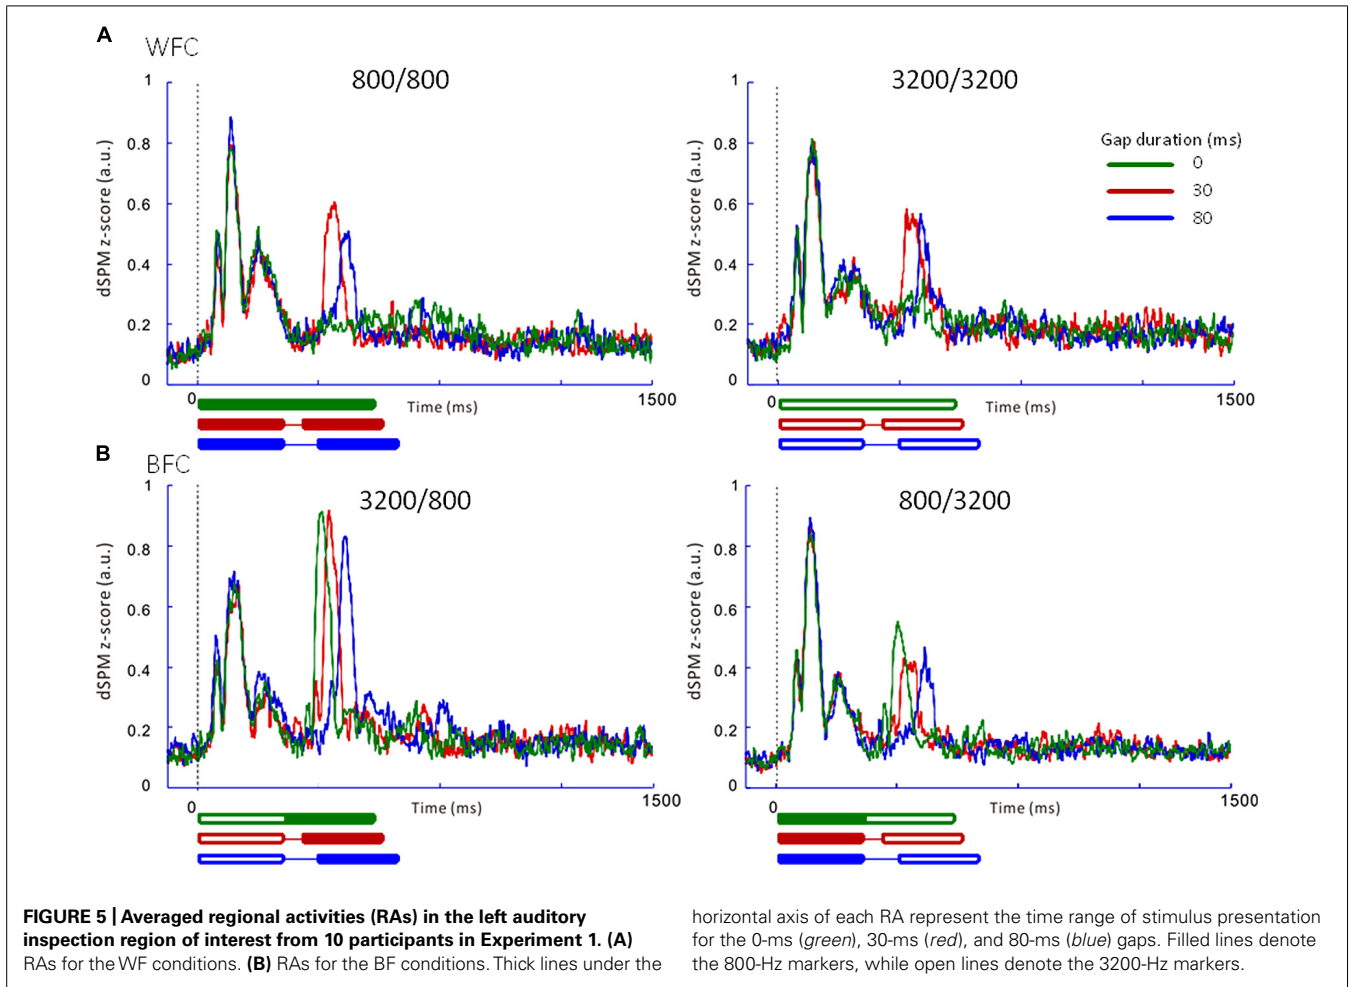 A
WFC
800/800
1
0.8
0.6
0.4
0.2
0
dSPM z-score (a.u.)
0
Time (ms)
1500
3200/3200
1
0.8
0.6
0.4
0.2
0
dSPM z-score (a.u.)
0
Time (ms)
1500
Gap duration (ms)
0
30
80
B
BFC
3200/800
1
0.8
0.6
0.4
0.2
0
dSPM z-score (a.u.)
0
Time (ms)
1500
800/3200
1
0.8
0.6
0.4
0.2
0
dSPM z-score (a.u.)
0
Time (ms)
1500
FIGURE 5 | Averaged regional activities (RAs) in the left auditory
inspection region of interest from 10 participants in Experiment 1. (A)
RAs for the WF conditions. (B) RAs for the BF conditions. Thick lines under the
horizontal axis of each RA represent the time range of stimulus presentation
for the 0-ms (green), 30-ms (red), and 80-ms (blue) gaps. Filled lines denote
the 800-Hz markers, while open lines denote the 3200-Hz markers.